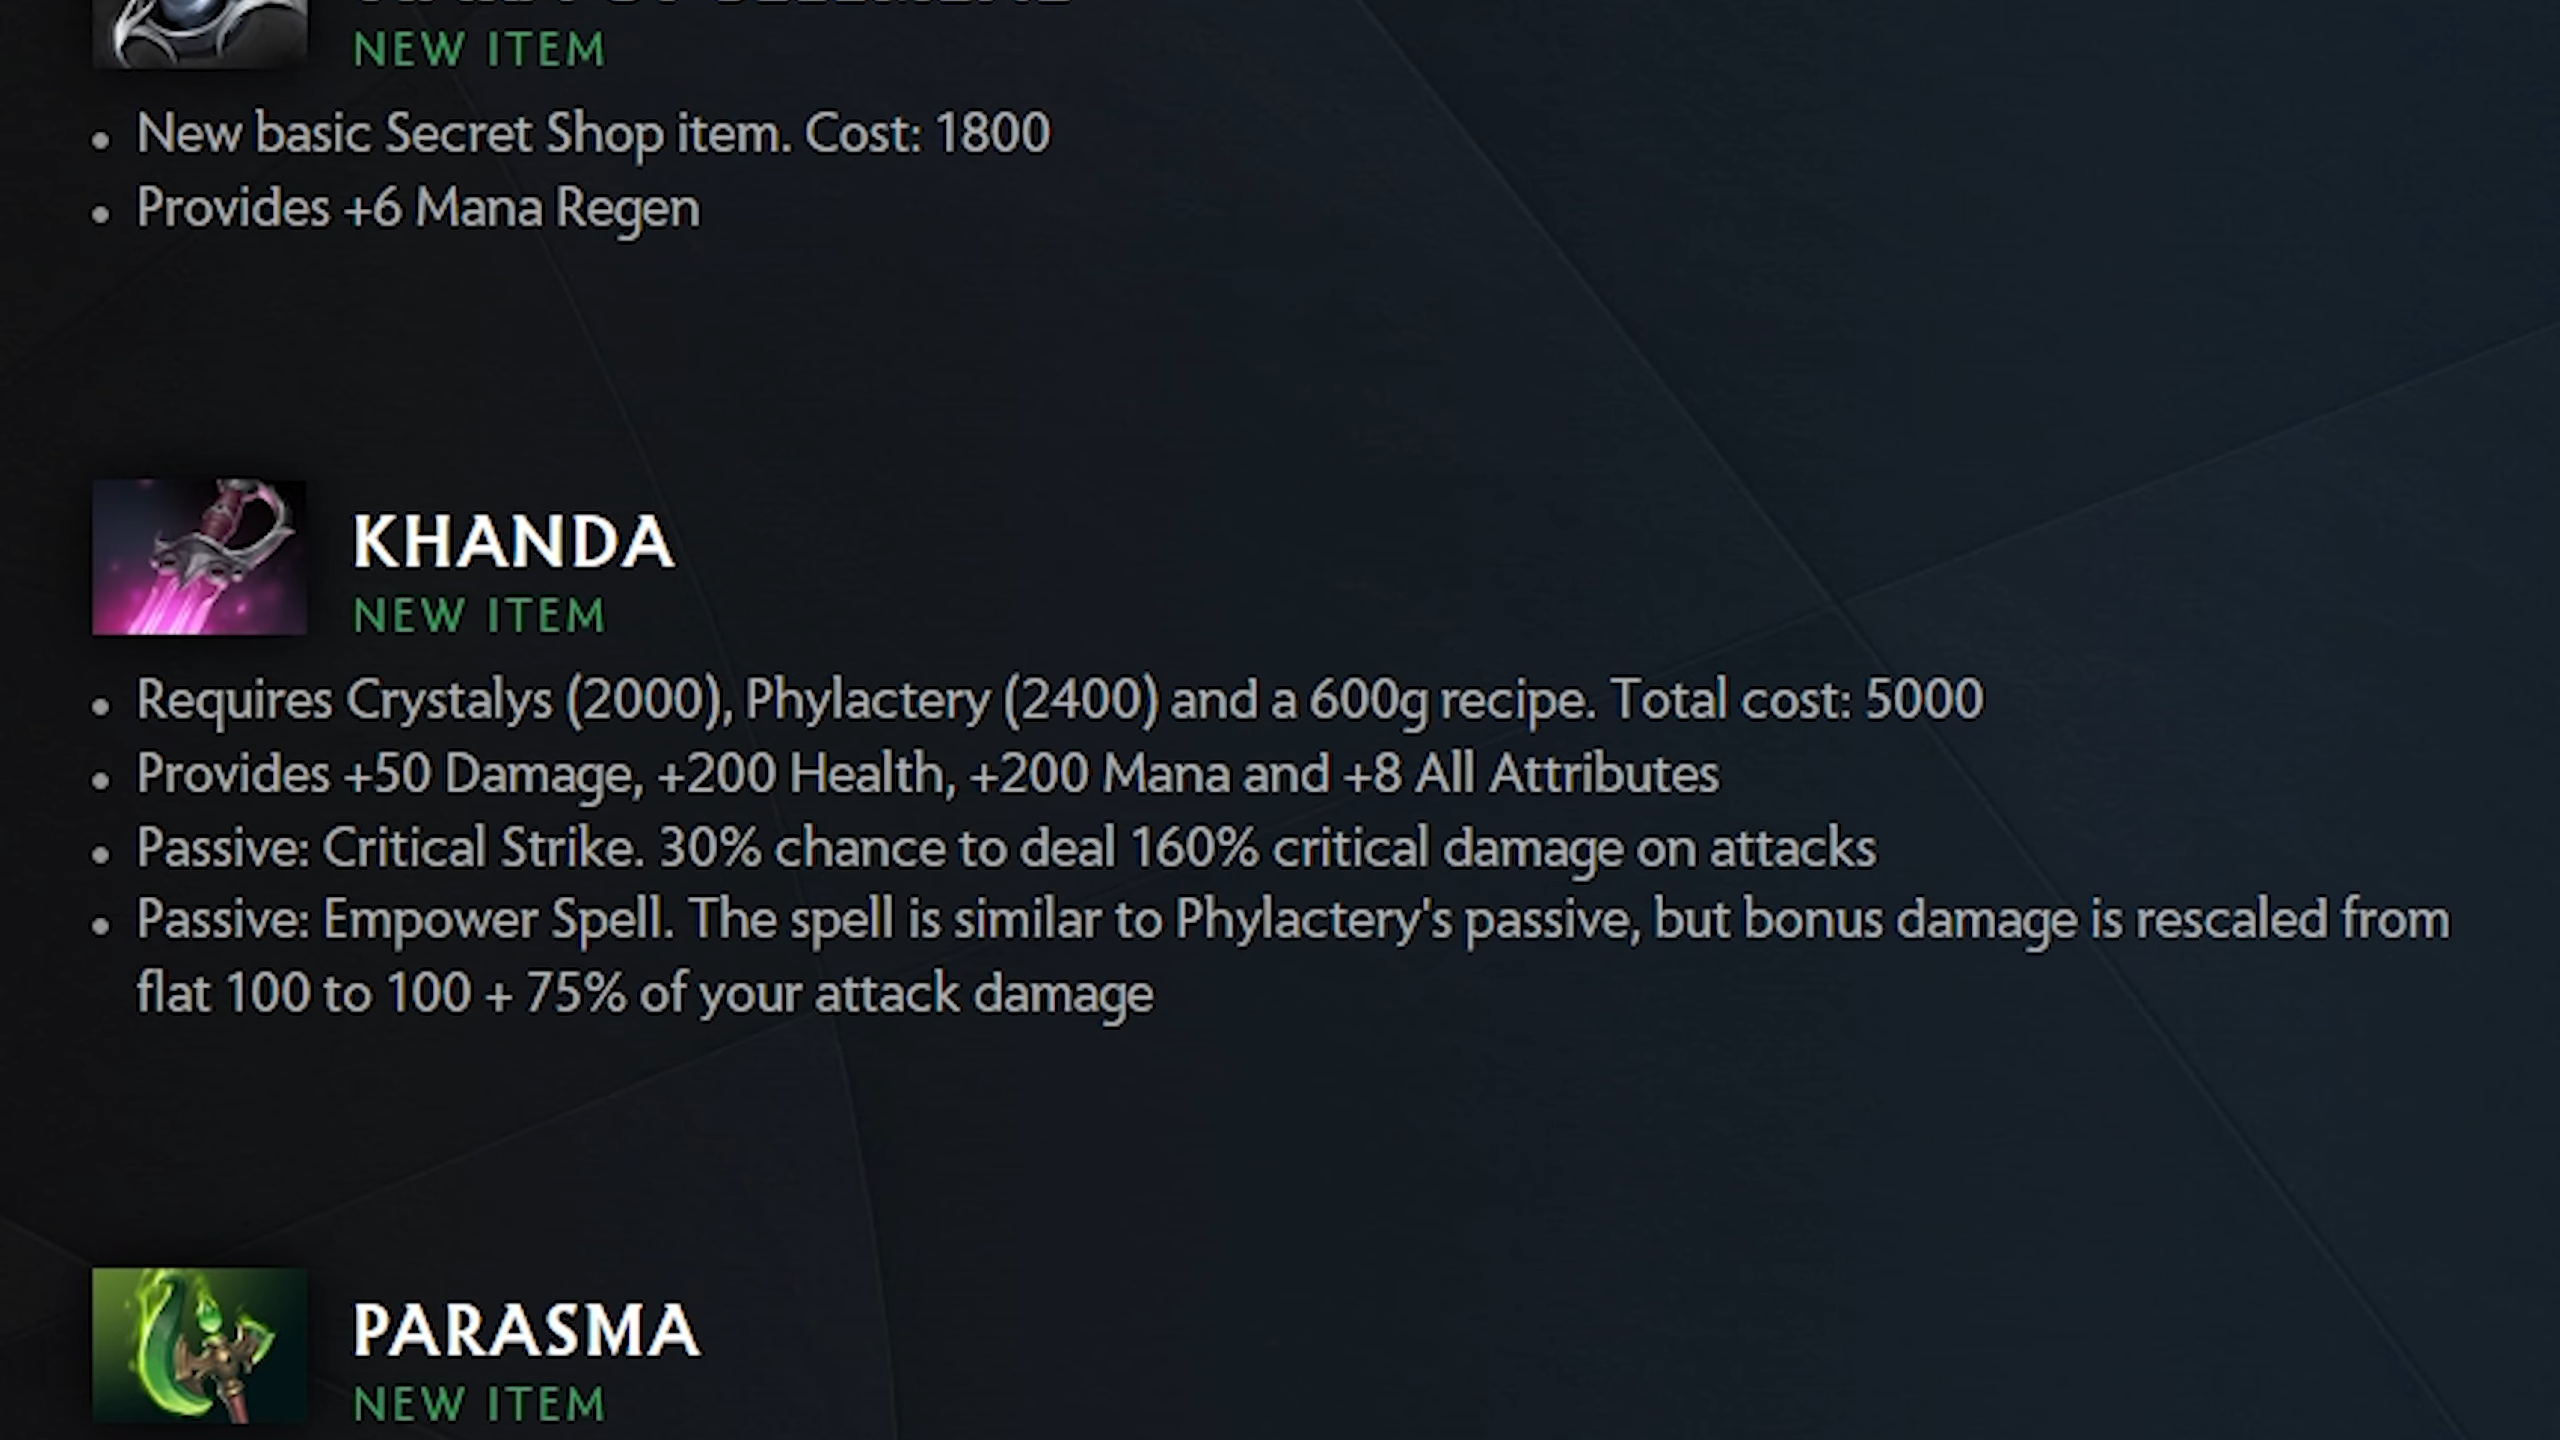 NEW ITEM
• New basic Secret Shop item. Cost: 1800
• Provides +6 Mana Regen
KHANDA
NEW ITEM
• Requires Crystalys (2000), Phylactery (2400) and a 600g recipe. Total cost: 5000
• Provides +50 Damage, +200 Health, +200 Mana and +8 All Attributes
• Passive: Critical Strike. 30% chance to deal 160% critical damage on attacks
• Passive: Empower Spell. The spell is similar to Phylactery's passive, but bonus damage is rescaled from
flat 100 to 100 + 75% of your attack damage
PARASMA
NEW ITEM